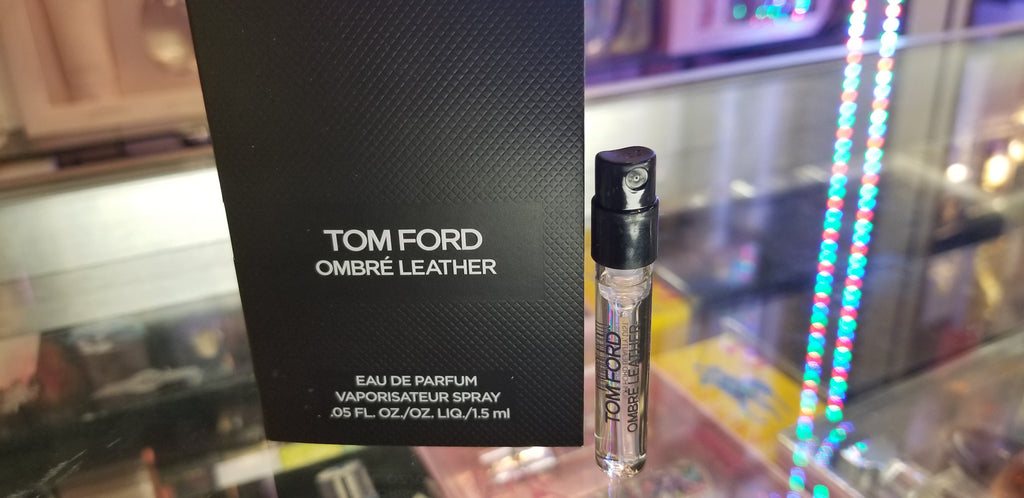 TOM FORD
OMBRÉ LEATHER
EAU DE PARFUM
VAPORISATEUR SPRAY
.05 FL. OZ./OZ. LIQ./1.5 ml
TOM FORD
OMBRÉ LEATHER